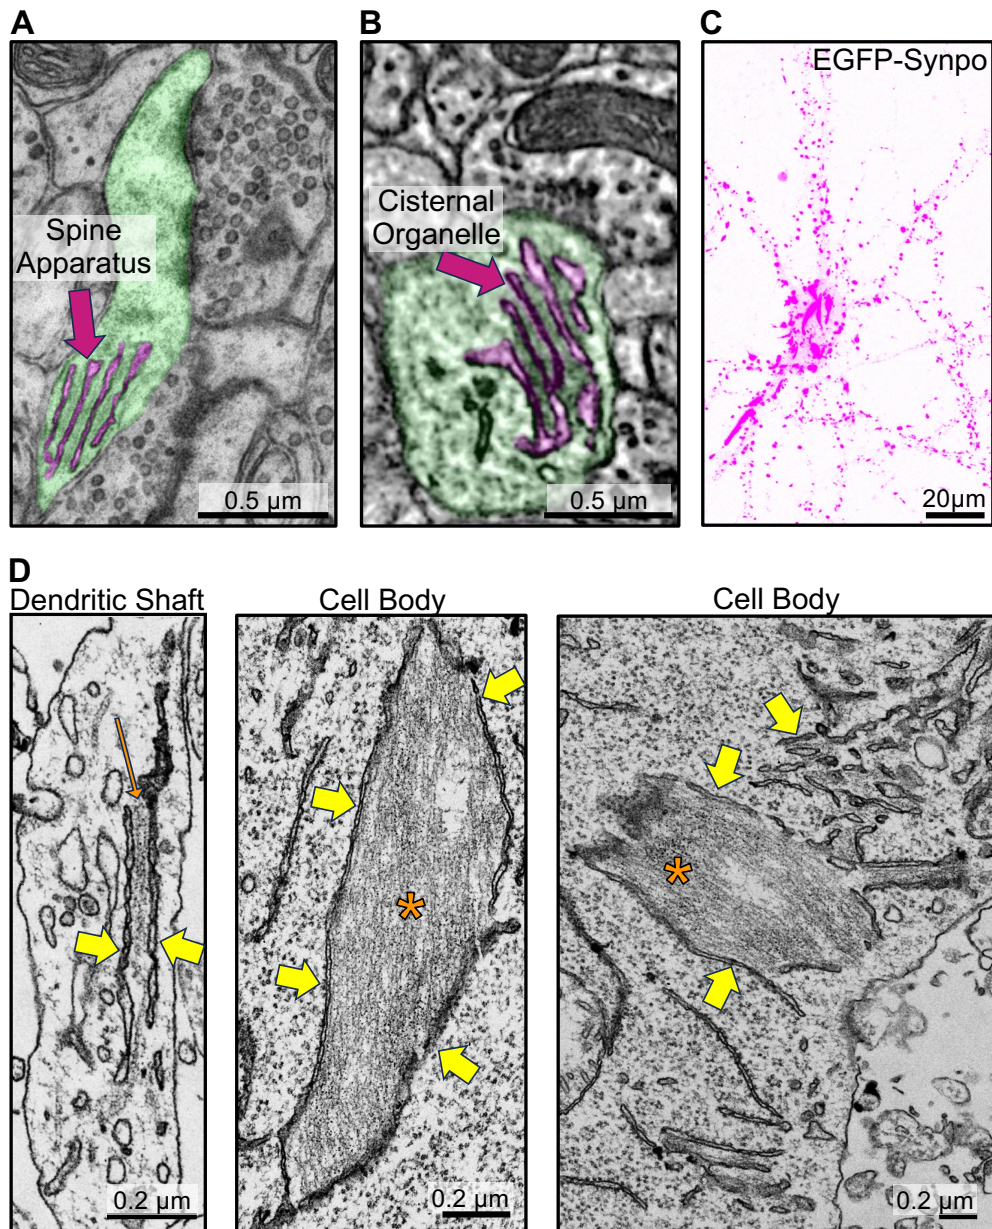 A
Spine
Apparatus
0.5 µm
B
Cisternal
Organelle
0.5 µm
C
EGFP-Synpo
20µm
D
Dendritic Shaft
0.2 µm
Cell Body
*
0.2 µm
Cell Body
*
0.2 µm